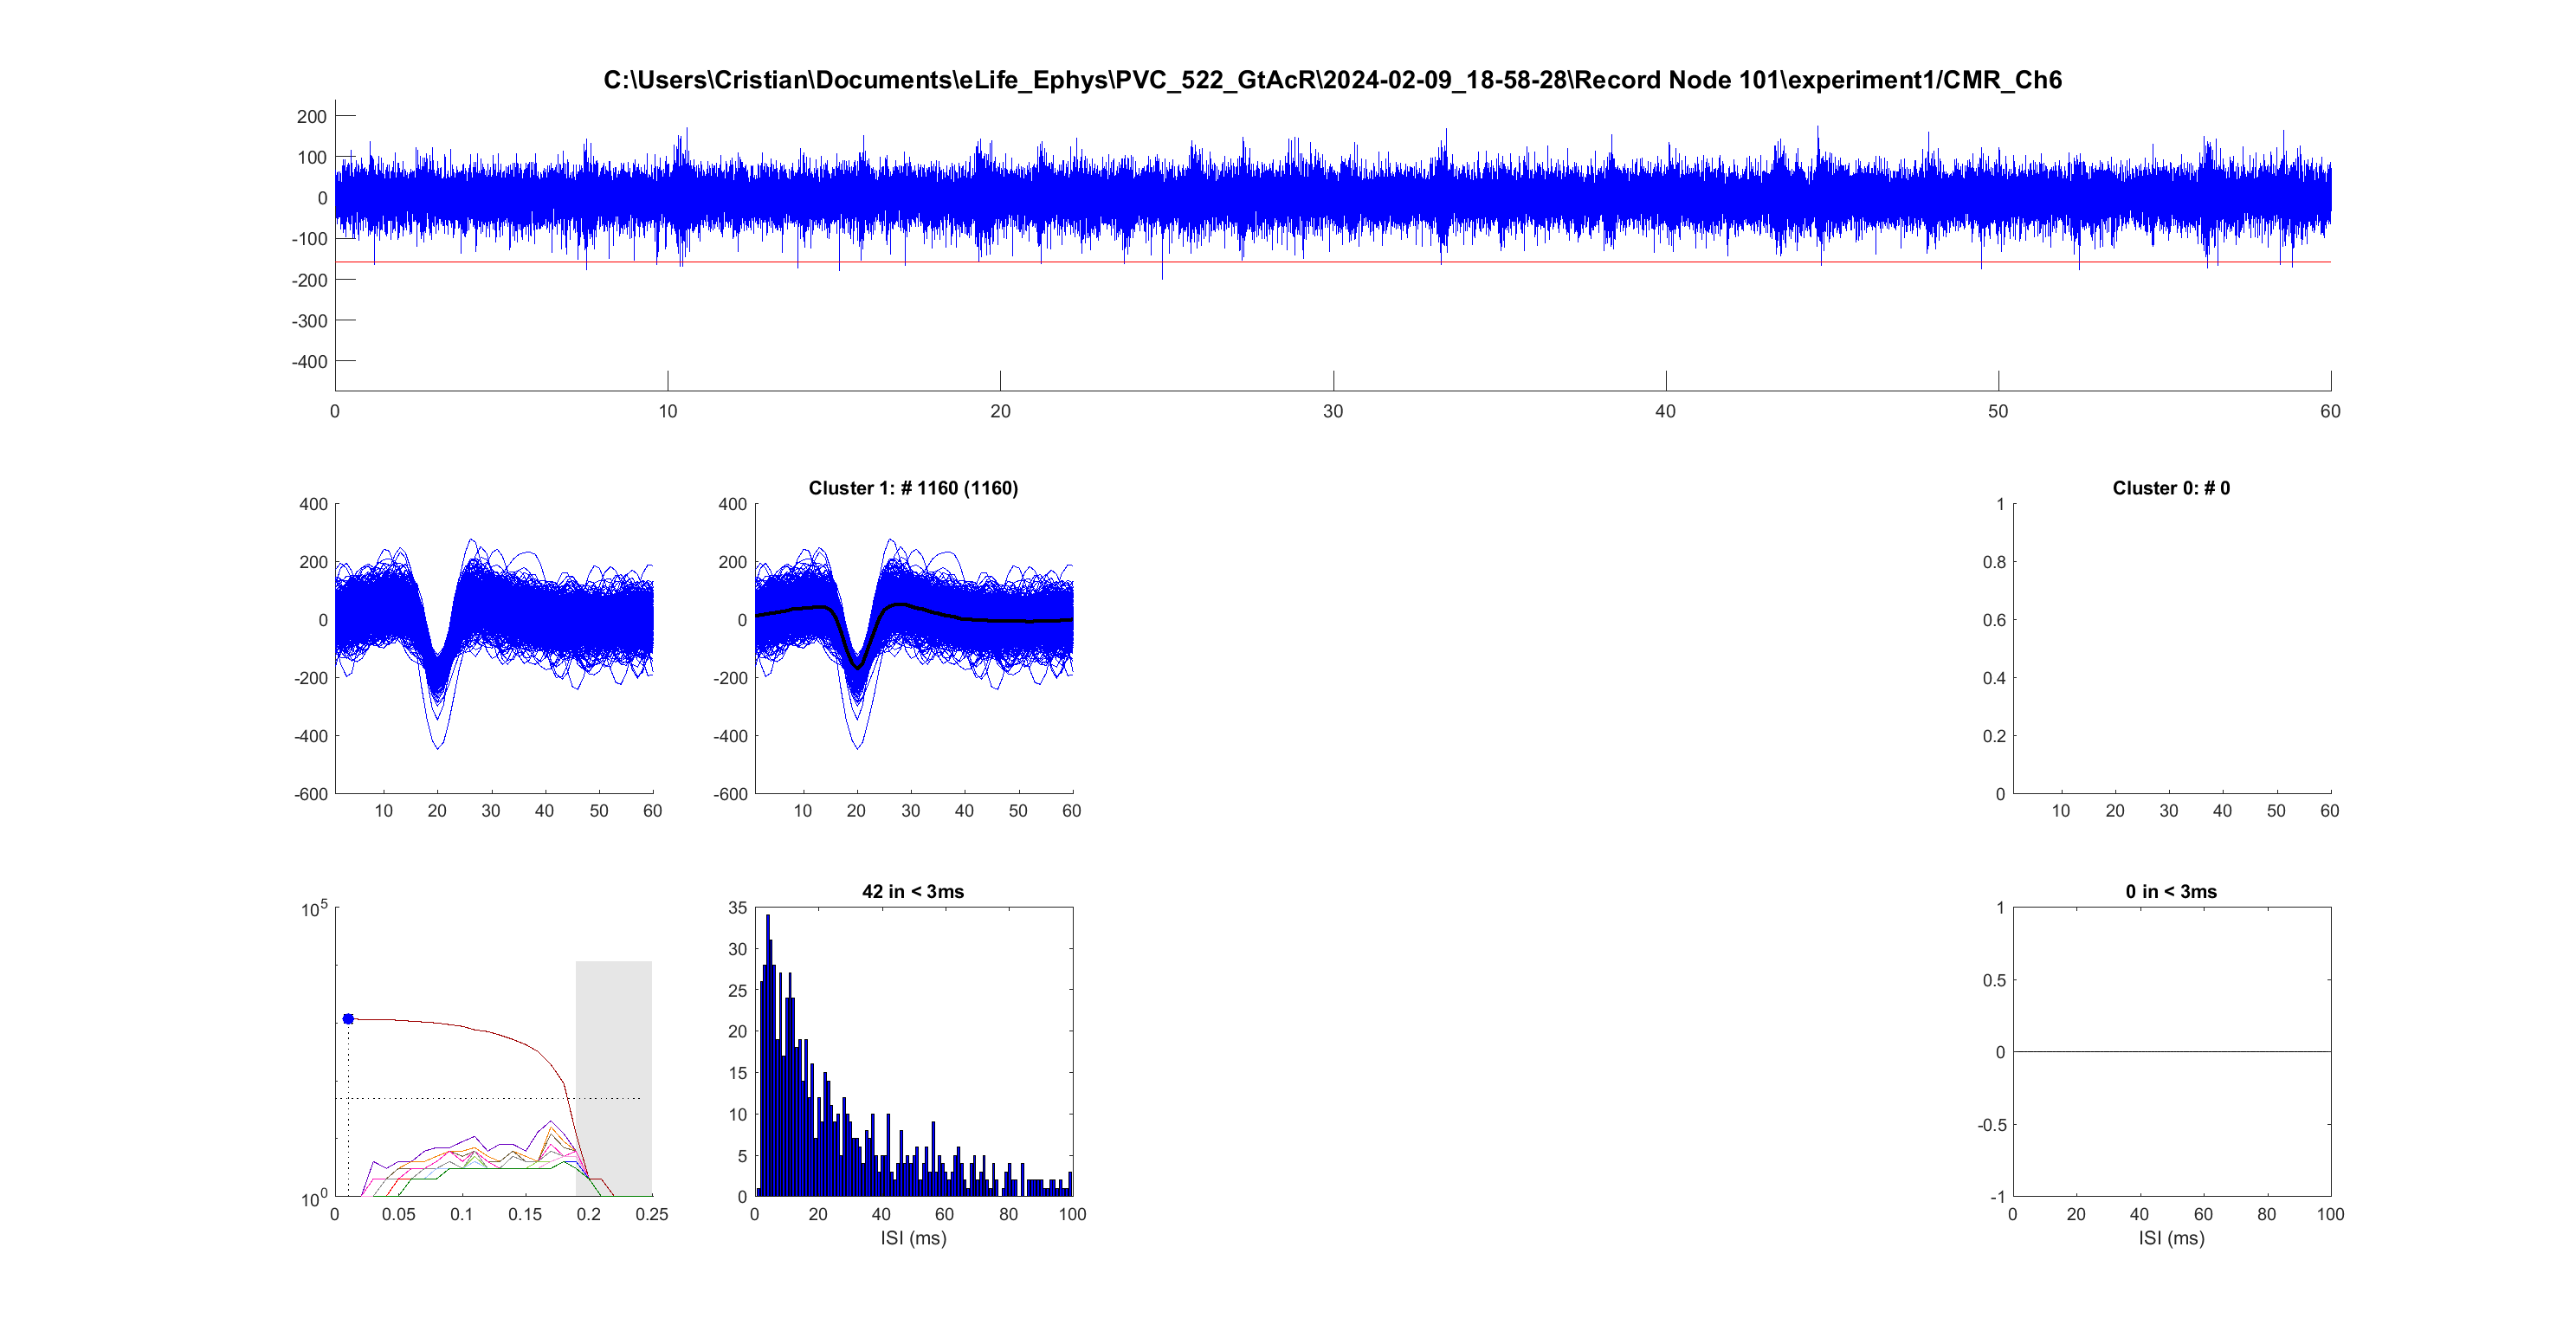 C:\Users\Cristian\Documents\eLife_Ephys\PVC_522_GtAcR\2024-02-09_18-58-28\Record Node 101\experiment1/CMR_Ch6
200
100
0
-100
-200
-300
-400
0 10 20 30 40 50 60
Cluster 1: # 1160 (1160)
Cluster 0: # 0
400
200
0
-200
-400
-600
10 20 30 40 50 60
400
200
0
-200
-400
-600
10 20 30 40 50 60
1
0.8
0.6
0.4
0.2
0
10 20 30 40 50 60
10^5
10^0
0 0.05 0.1 0.15 0.2 0.25
42 in < 3ms
35
30
25
20
15
10
5
0
0 20 40 60 80 100
ISI (ms)
0 in < 3ms
1
0.5
0
-0.5
-1
0 20 40 60 80 100
ISI (ms)